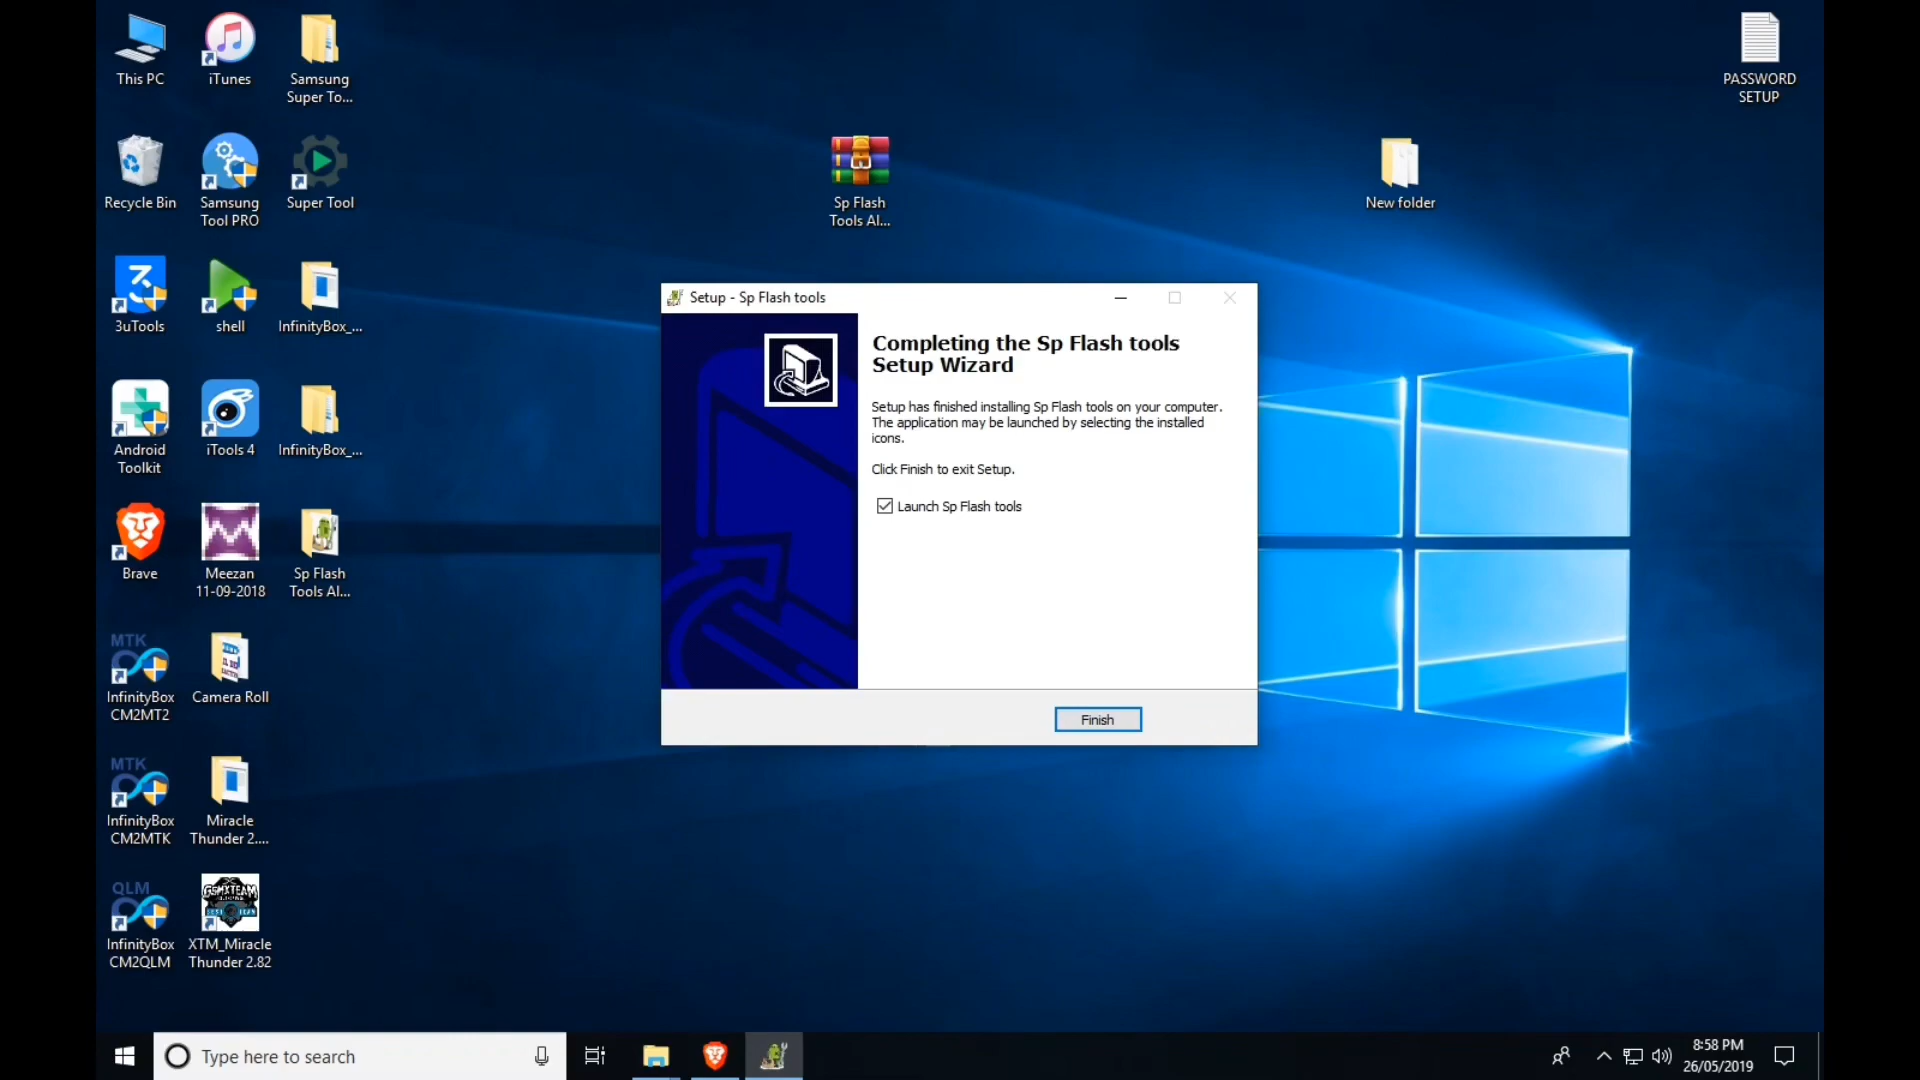 This PC
iTunes
Samsung
Super To...
PASSWORD
SETUP
Recycle Bin
Samsung
Tool PRO
Super Tool
Sp Flash
Tools Al...
New folder
3uTools
shell
InfinityBox_...
Android
Toolkit
iTools 4
InfinityBox_...
Brave
Meezan
11-09-2018
Sp Flash
Tools Al...
MTK
InfinityBox
CM2MT2
Camera Roll
MTK
InfinityBox
CM2MTK
Miracle
Thunder 2....
QLM
InfinityBox
CM2QLM
GSMXTEAM
XTM_Miracle
Thunder 2.82
Setup - Sp Flash tools
Completing the Sp Flash tools
Setup Wizard
Setup has finished installing Sp Flash tools on your computer.
The application may be launched by selecting the installed
icons.
Click Finish to exit Setup.
Launch Sp Flash tools
Finish
Type here to search
8:58 PM
26/05/2019